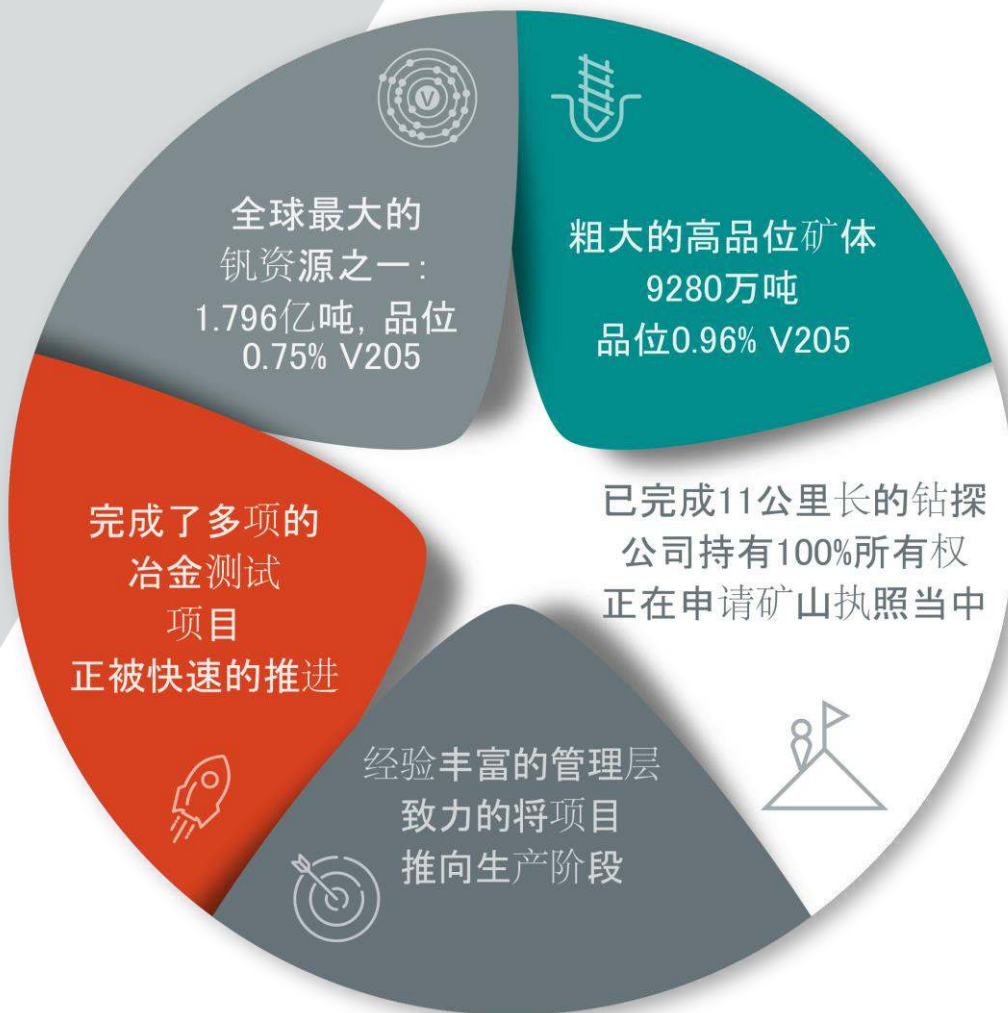 V
全球最大的
钒资源之一:
1.796亿吨, 品位
0.75% V205
粗大的高品位矿体
9280万吨
品位0.96% V205
已完成11公里长的钻探
公司持有100%所有权
正在申请矿山执照当中
经验丰富的管理层
致力的将项目
推向生产阶段
完成了多项的
冶金测试
项目
正被快速的推进